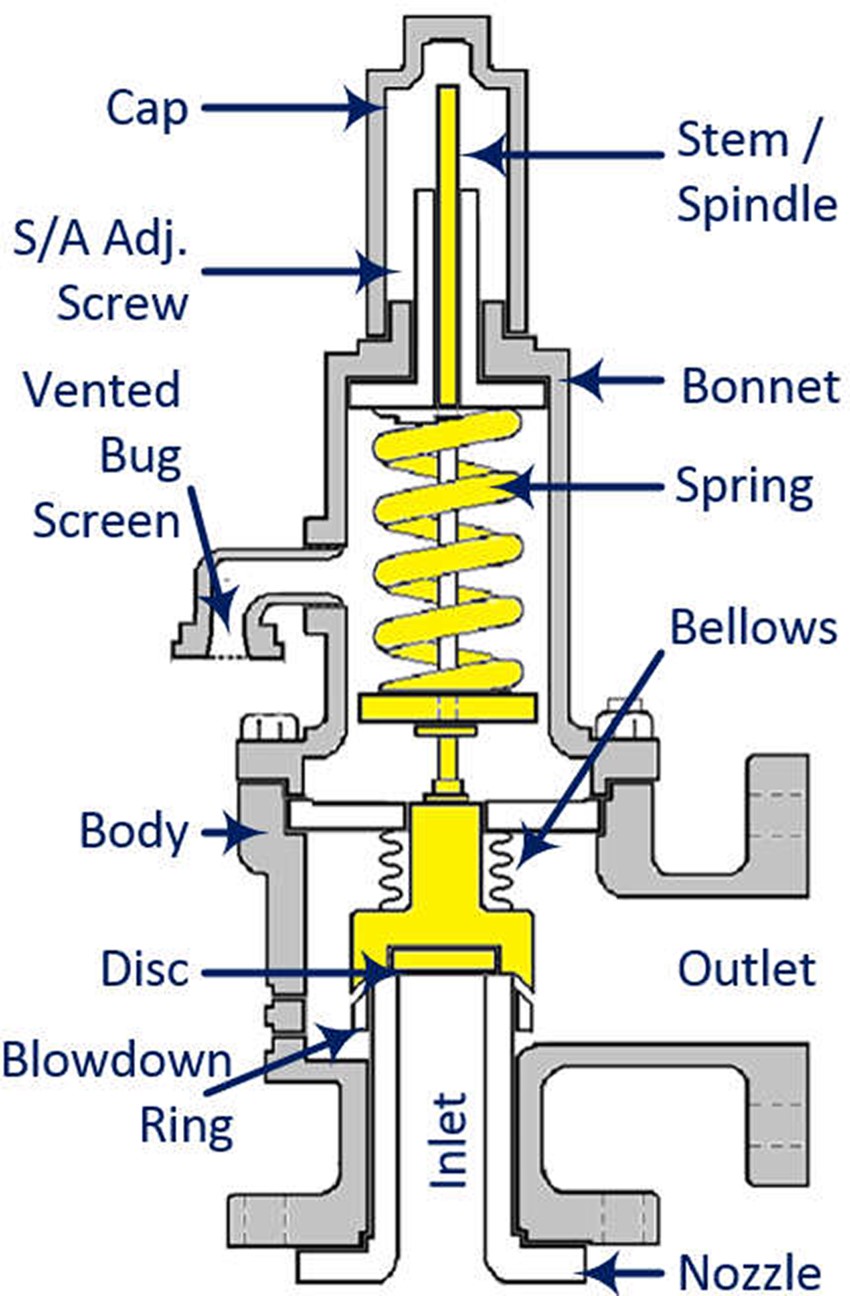 Cap
Stem /
Spindle
S/A Adj.
Screw
Vented
Bug
Screen
Bonnet
Spring
Bellows
Body
Disc
Outlet
Blowdown
Ring
Inlet
Nozzle